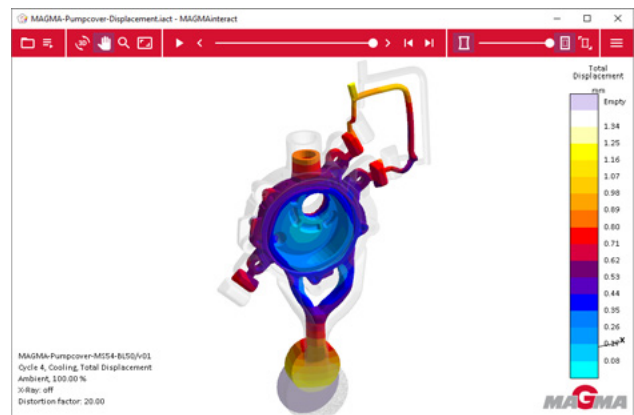 MAGMA-Pumpcover-Displacement.iact - MAGMAinteract
3D
Total
Displacement
mm
Empty
1.34
1.25
1.16
1.07
0.98
0.89
0.80
0.71
0.62
0.53
0.44
0.35
0.26
0.17
x
0.08
MAGMA-Pumpcover-MS54-BL50/v01
Cycle 4, Cooling, Total Displacement
Ambient, 100.00 %
X-Ray: off
Distortion factor: 20.00
MAGMA